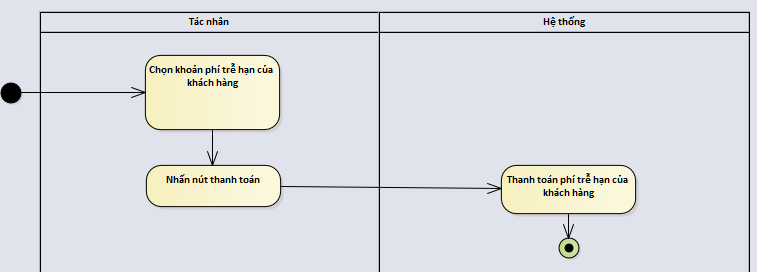 Tác nhân
Hệ thống
Chọn khoản phí trễ hạn của
khách hàng
Nhấn nút thanh toán
Thanh toán phí trễ hạn của
khách hàng